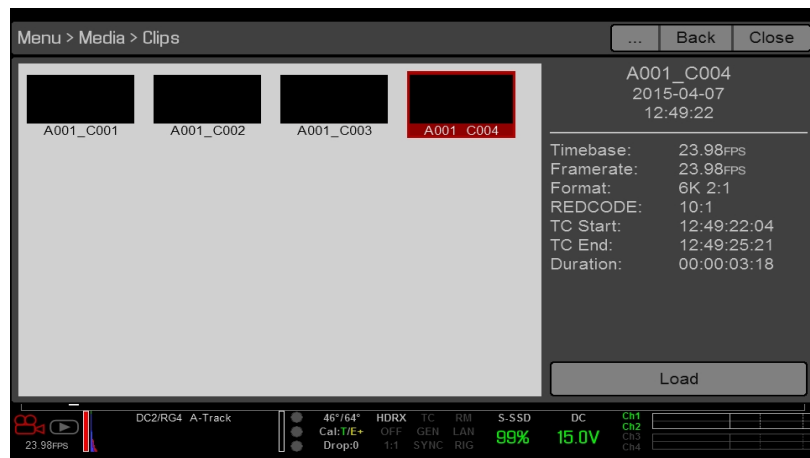 Menu > Media > Clips
... Back Close
A001_C001 A001_C002 A001_C003 A001_C004
A001_C004
2015-04-07
12:49:22
Timebase: 23.98FPS
Framerate: 23.98FPS
Format: 6K 2:1
REDCODE: 10:1
TC Start: 12:49:22:04
TC End: 12:49:25:21
Duration: 00:00:03:18
Load
DC2/RG4 A-Track
23.98FPS
46°/64° HDRX TC RM S-SSD DC Ch1
Cal:T/E+ OFF GEN LAN 99% 15.0V Ch2
Drop:0 1:1 SYNC RIG Ch3
Ch4